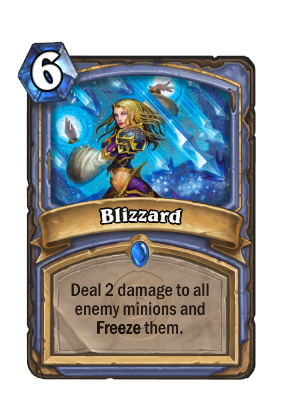 6
Blizzard
Deal 2 damage to all
enemy minions and
Freeze them.